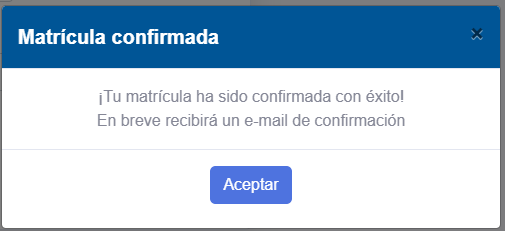 Matrícula confirmada
×
¡Tu matrícula ha sido confirmada con éxito!
En breve recibirá un e-mail de confirmación
Aceptar